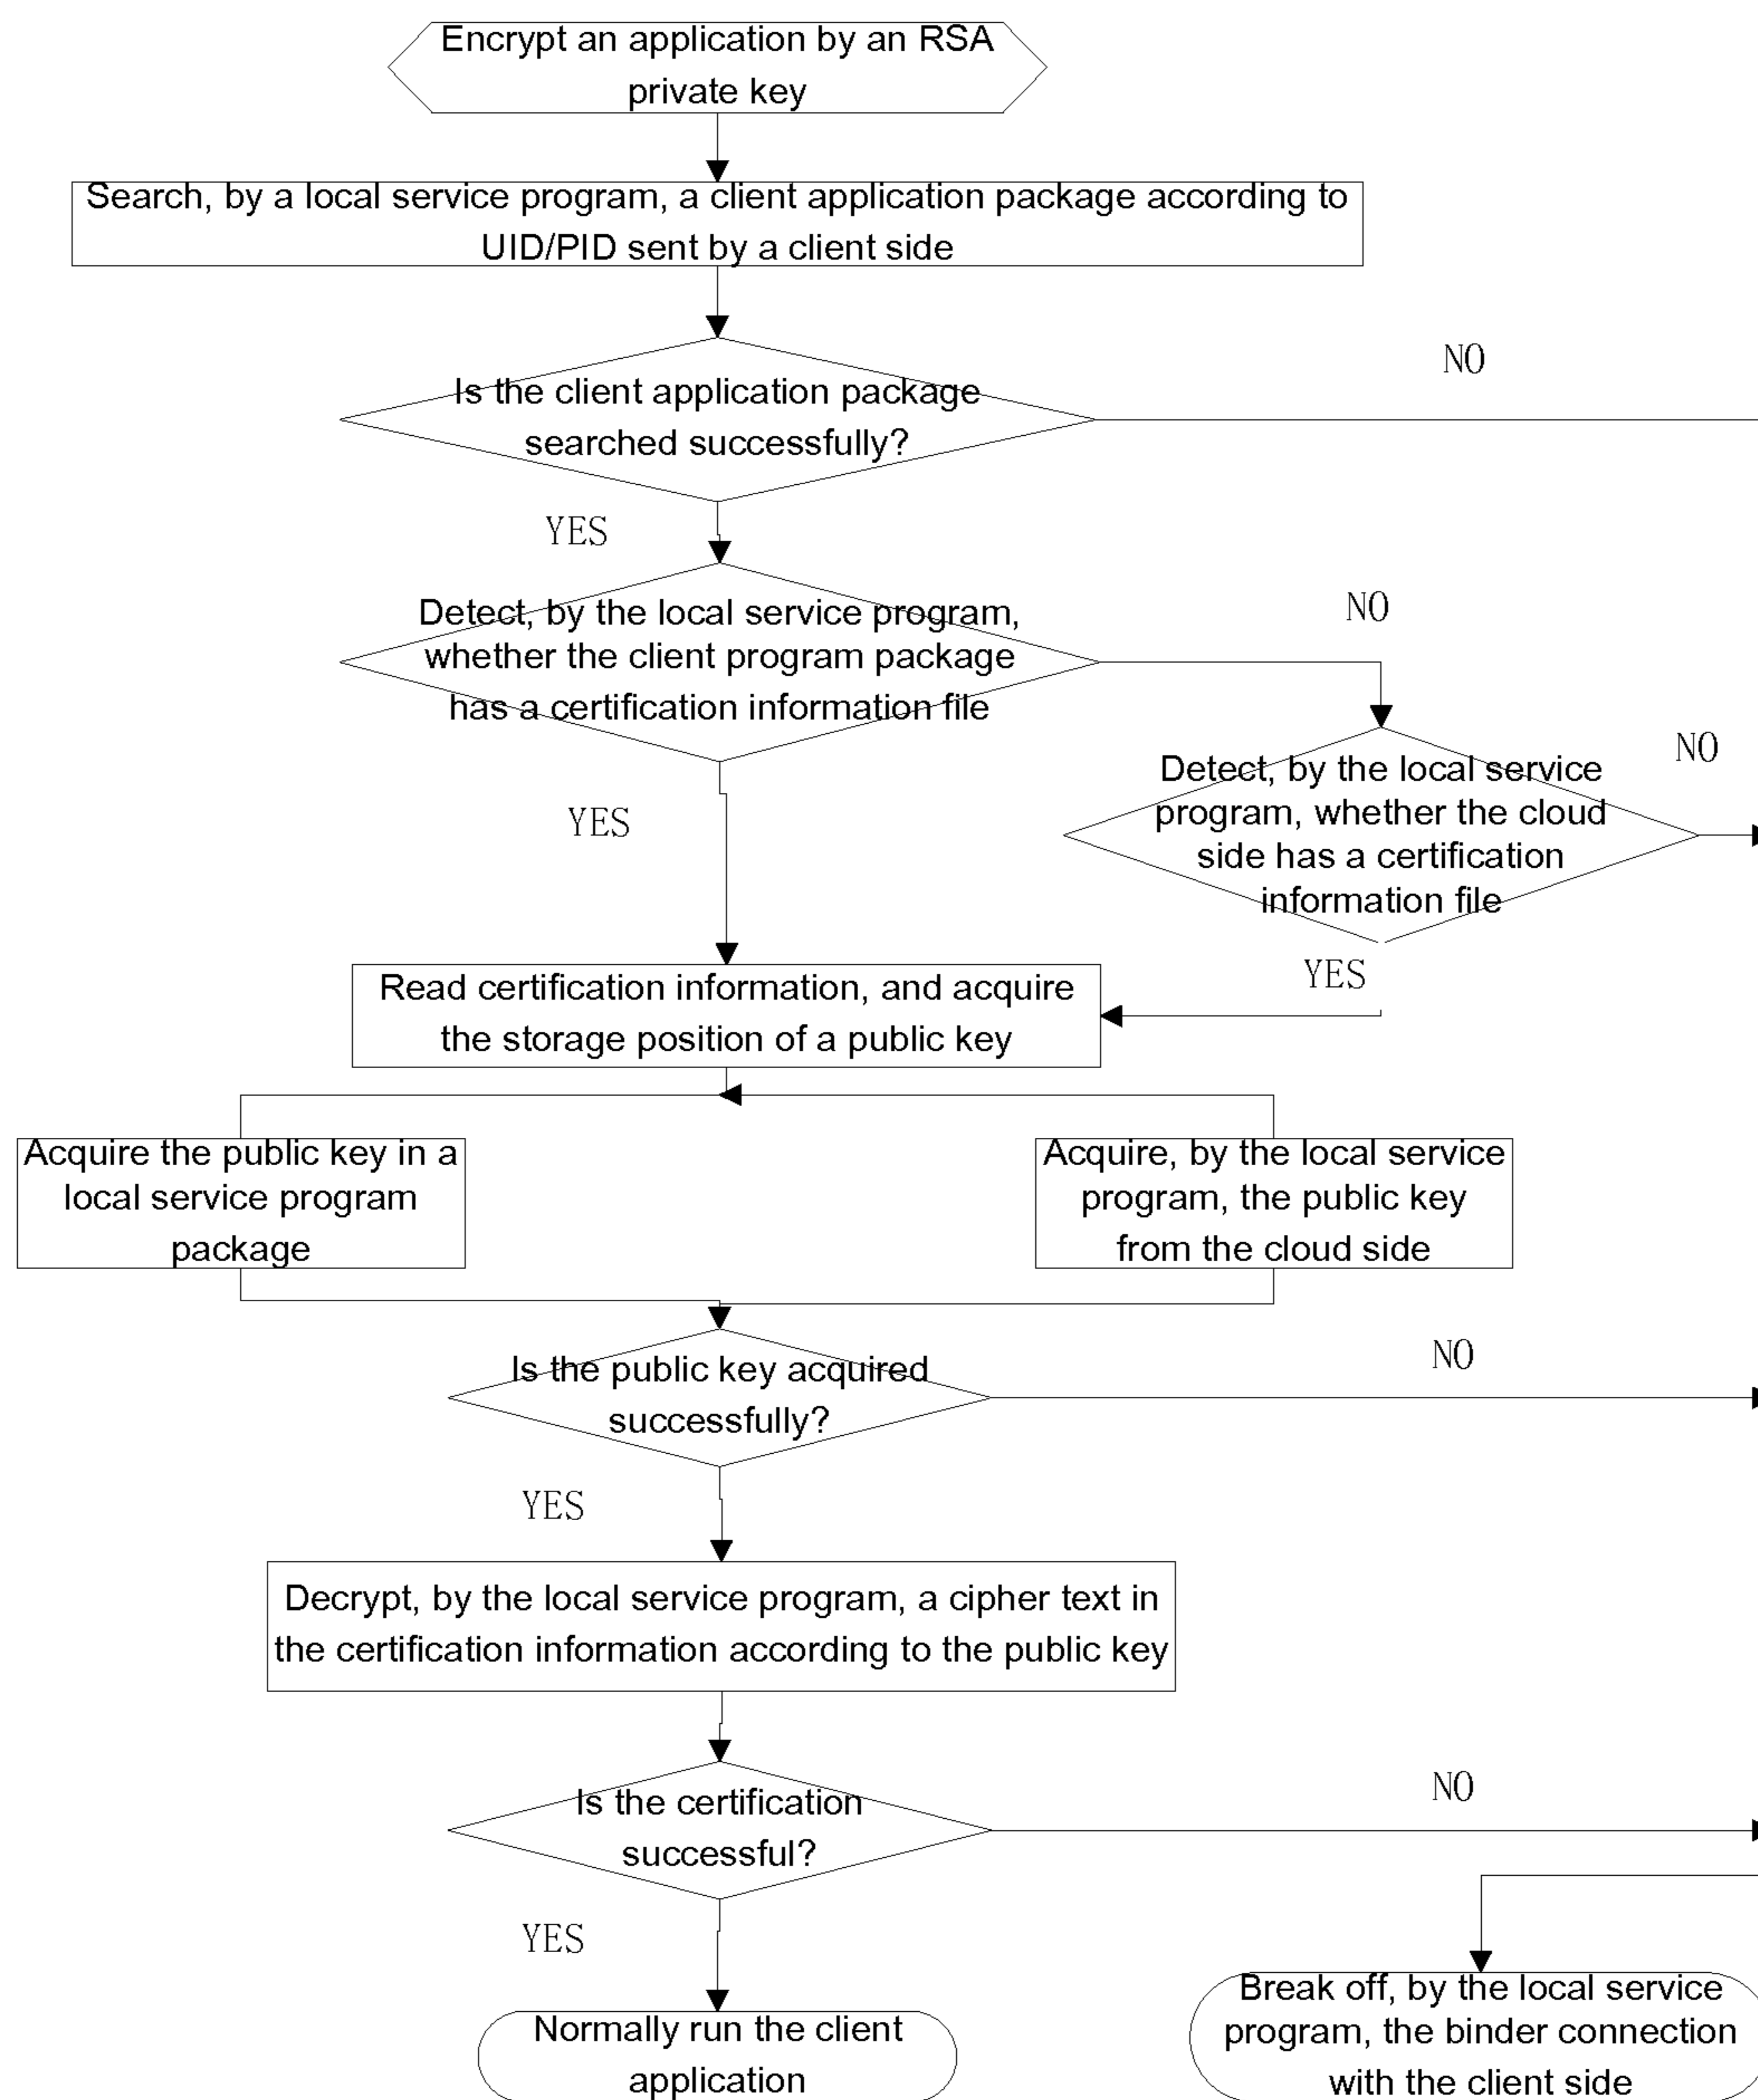 Encrypt an application by an RSA
private key
Search, by a local service program, a client application package according to
UID/PID sent by a client side
NO
Is the client application package
searched successfully?
YES
Detect, by the local service program,
whether the client program package
has a certification information file
NO
NO
Detect, by the local service
program, whether the cloud
side has a certification
information file
YES
YES
Read certification information, and acquire
the storage position of a public key
Acquire the public key in a
local service program
package
Acquire, by the local service
program, the public key
from the cloud side
Is the public key acquired
successfully?
NO
YES
Decrypt, by the local service program, a cipher text in
the certification information according to the public key
Is the certification
successful?
NO
YES
Normally run the client
application
Break off, by the local service
program, the binder connection
with the client side